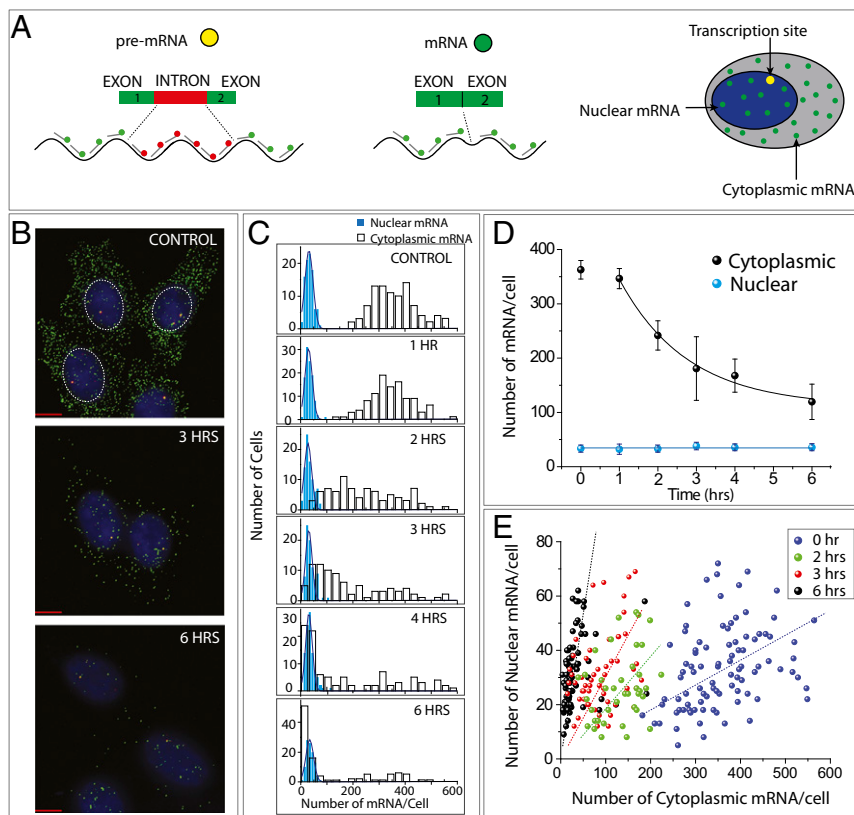 A
pre-mRNA
EXON INTRON EXON
1 2
mRNA
EXON EXON
1 2
Transcription site
Nuclear mRNA
Cytoplasmic mRNA
B
CONTROL
3 HRS
6 HRS
C
Nuclear mRNA
Cytoplasmic mRNA
Number of Cells
CONTROL
20
10
0
1 HR
30
20
10
0
2 HRS
20
10
0
3 HRS
20
10
0
4 HRS
30
20
10
0
6 HRS
40
20
0
0 200 400 600
Number of mRNA/Cell
D
Number of mRNA/cell
400
300
200
100
0
Cytoplasmic
Nuclear
0 1 2 3 4 5 6
Time (hrs)
E
Number of Nuclear mRNA/cell
80
60
40
20
0
0 hr
2 hrs
3 hrs
6 hrs
0 100 200 300 400 500 600
Number of Cytoplasmic mRNA/cell